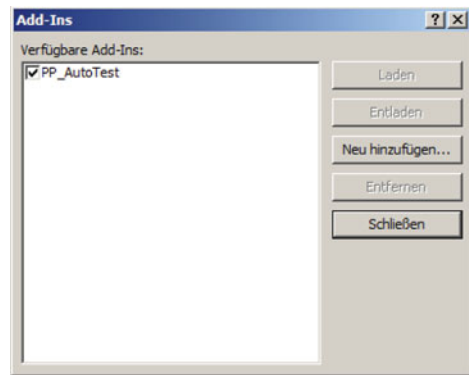 Add-Ins
Verfügbare Add-Ins:
PP_AutoTest
Laden
Entladen
Neu hinzufügen...
Entfernen
Schließen